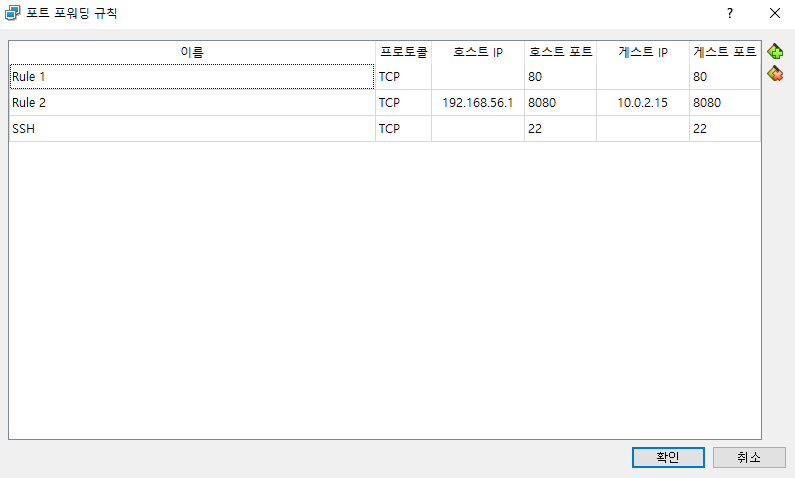 포트 포워딩 규칙 ?
이름 프로토콜 호스트 IP 호스트 포트 게스트 IP 게스트 포트
Rule 1 TCP 80 80
Rule 2 TCP 192.168.56.1 8080 10.0.2.15 8080
SSH TCP 22 22
확인 취소